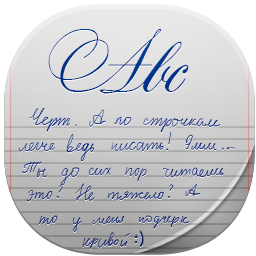 Abc
Черт. А по строчкам
легче ведь писать! Эмм...
Ты до сих пор читаешь
это? Не тяжело? А
то у меня подчерк
кривой :)